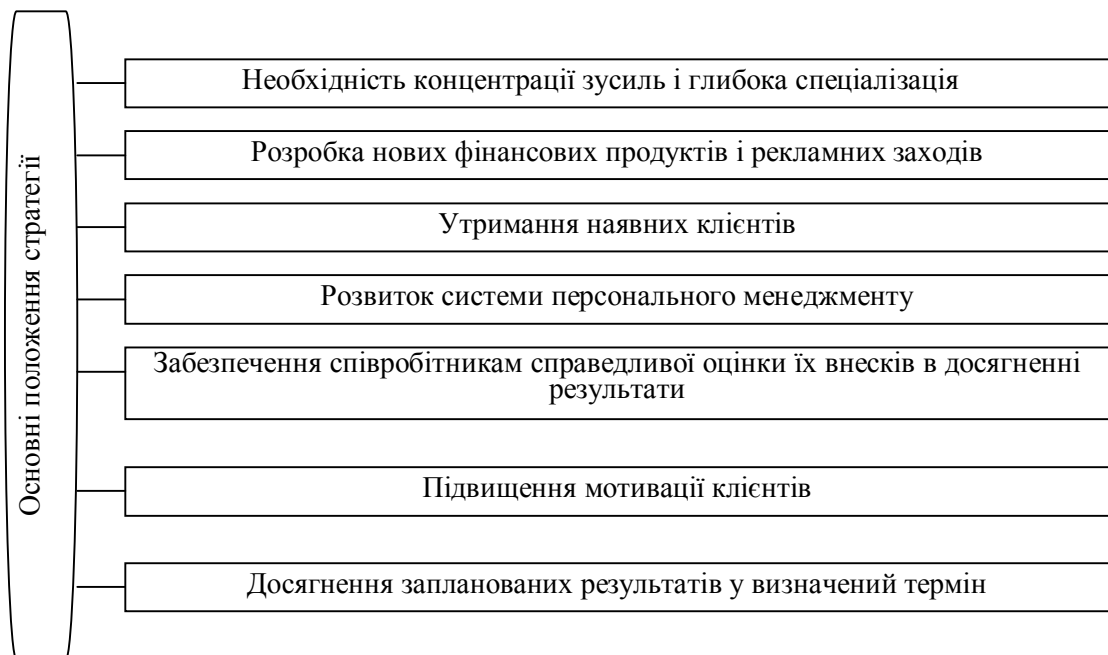 Основні положення стратегії
Необхідність концентрації зусиль і глибока спеціалізація
Розробка нових фінансових продуктів і рекламних заходів
Утримання наявних клієнтів
Розвиток системи персонального менеджменту
Забезпечення співробітникам справедливої оцінки їх внесків в досягненні
результати
Підвищення мотивації клієнтів
Досягнення запланованих результатів у визначений термін